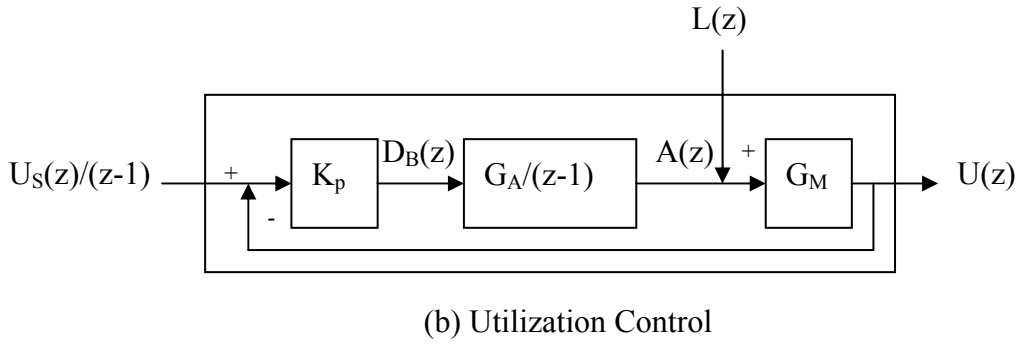 L(z)
U_S(z)/(z-1)
+
-
K_p
D_B(z)
G_A/(z-1)
A(z)
+
G_M
U(z)
(b) Utilization Control